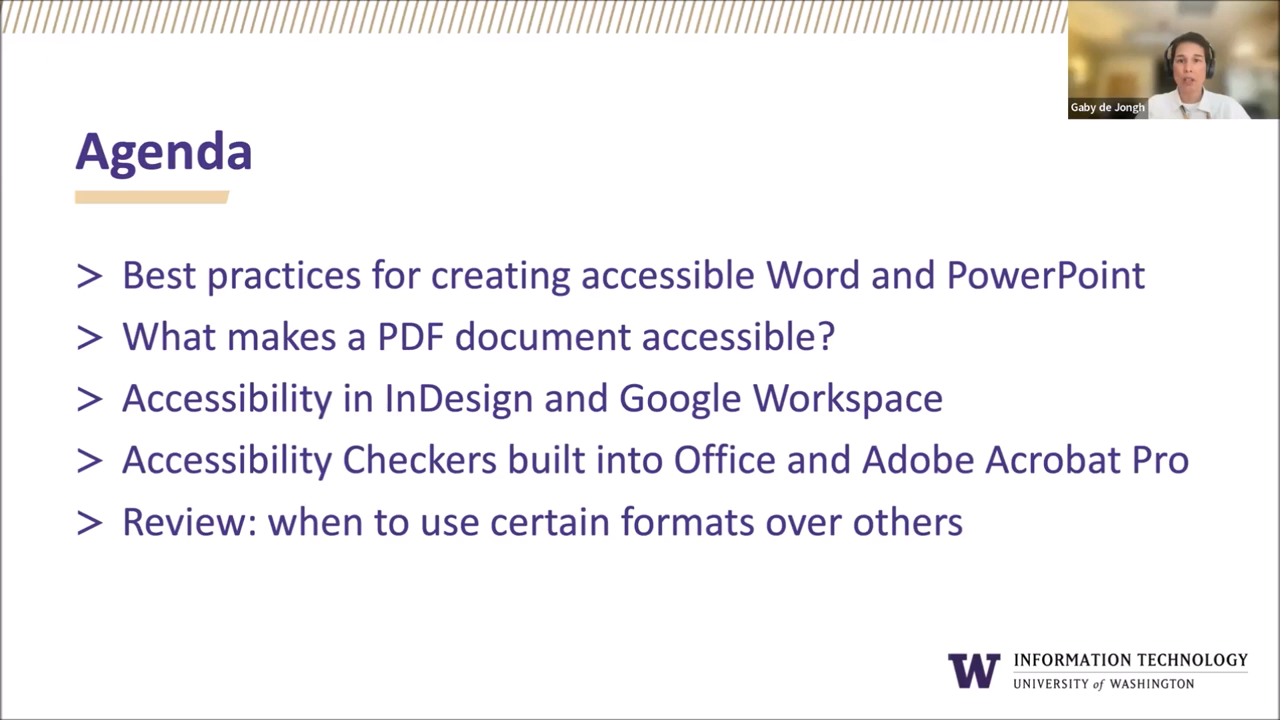 Gaby de Jongh
Agenda
> Best practices for creating accessible Word and PowerPoint
> What makes a PDF document accessible?
> Accessibility in InDesign and Google Workspace
> Accessibility Checkers built into Office and Adobe Acrobat Pro
> Review: when to use certain formats over others
W INFORMATION TECHNOLOGY
UNIVERSITY of WASHINGTON